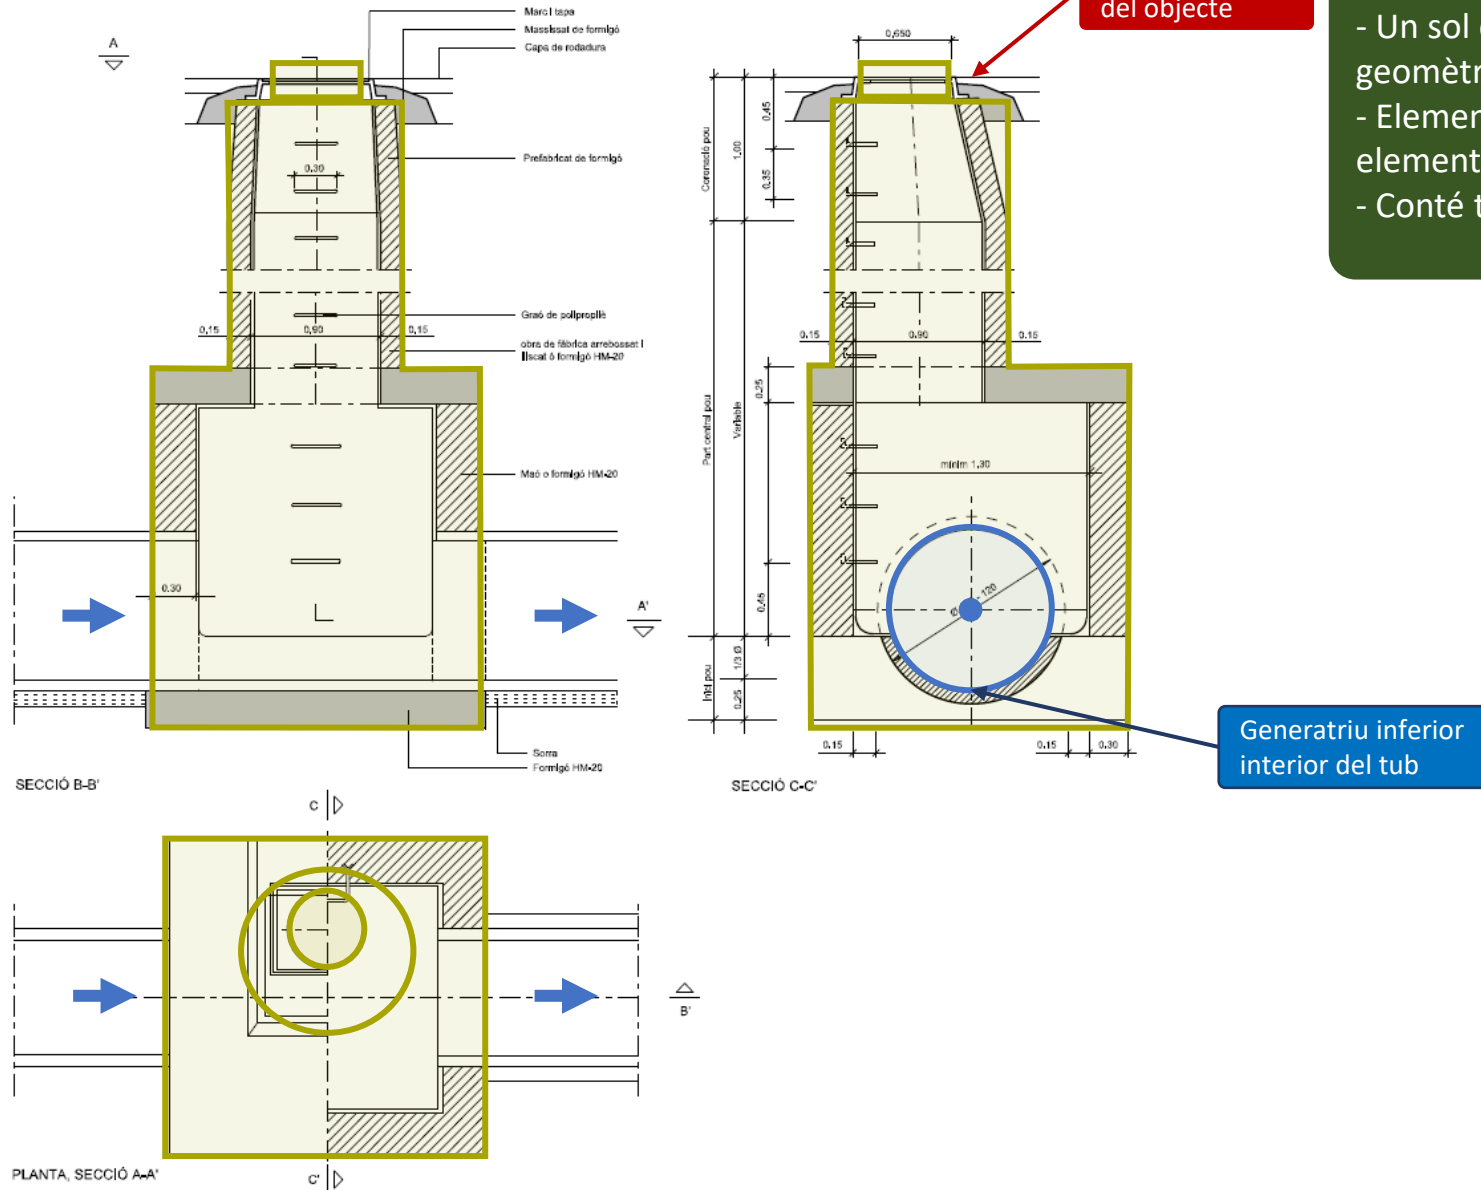 del objecte
- Un sol
geomètr
- Elemen
element
- Conté t
Marc i tapa
Massissat de formigó
Capa de rodadura
A
0,30
Prefabricat de formigó
Graó de polipropilè
obra de fàbrica arrebossat i
lliscat ó formigó HM-20
0,15
0,90
0,15
Maó o formigó HM-20
0.30
A'
Sorra
Formigó HM-20
SECCIÓ B-B'
0,650
0.45
0.35
1.00
Coronació pou
0.15
0.90
0.15
0.25
Part central pou
Variable
mínim 1,30
0.45
Ø
120
Inici pou
1/3 Ø
0.25
0.15
0.15
0.30
SECCIÓ C-C'
Generatriu inferior
interior del tub
C
B'
C'
PLANTA, SECCIÓ A-A'